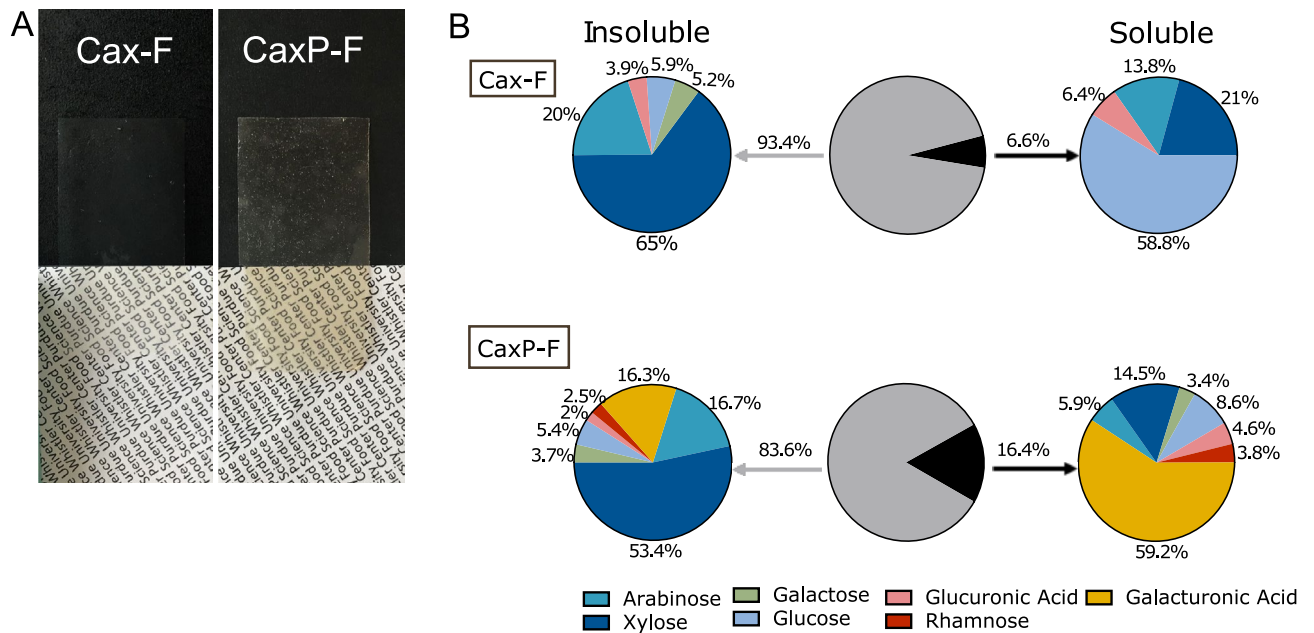 A
Cax-F
CaxP-F
B
Insoluble
Soluble
Cax-F
3.9%
5.9%
5.2%
20%
65%
93.4%
6.6%
13.8%
6.4%
21%
58.8%
CaxP-F
16.3%
2.5%
2%
5.4%
3.7%
16.7%
53.4%
83.6%
16.4%
14.5%
3.4%
5.9%
8.6%
4.6%
3.8%
59.2%
Arabinose
Galactose
Glucuronic Acid
Galacturonic Acid
Xylose
Glucose
Rhamnose